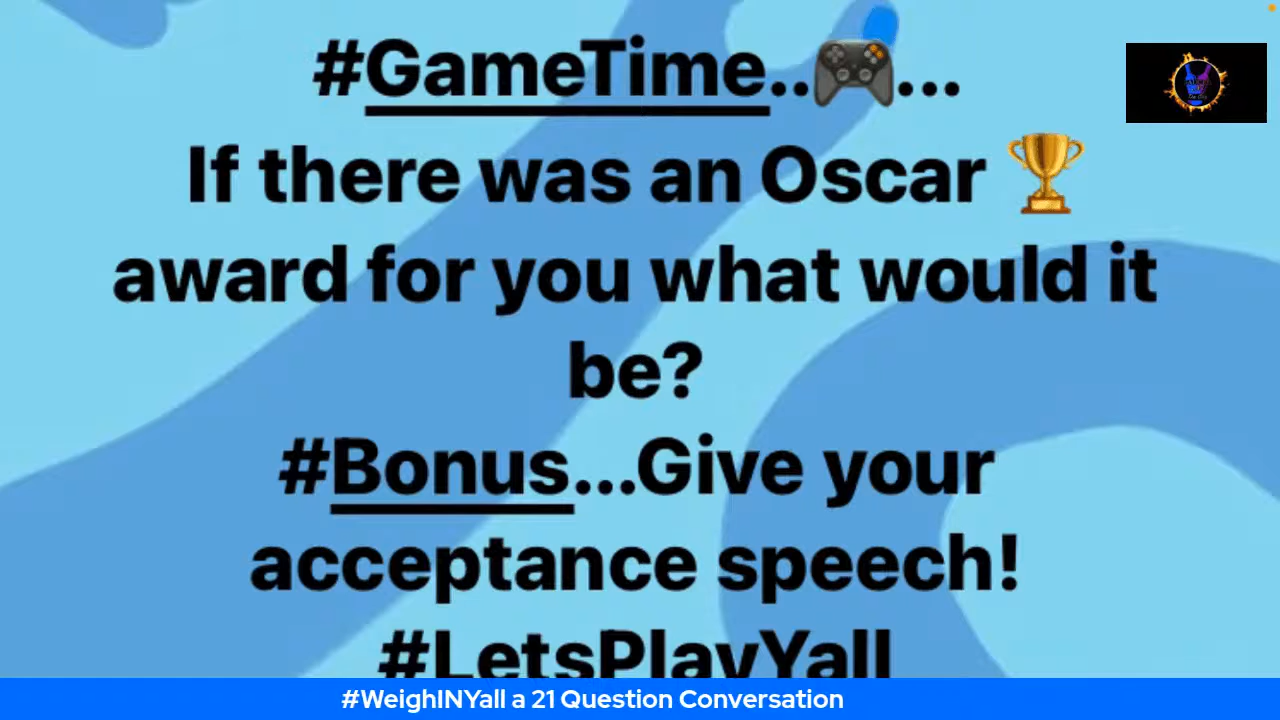 #GameTime..🎮...
If there was an Oscar 🏆
award for you what would it
be?
#Bonus...Give your
acceptance speech!
#LetsPlayYall
#WeighINYall a 21 Question Conversation